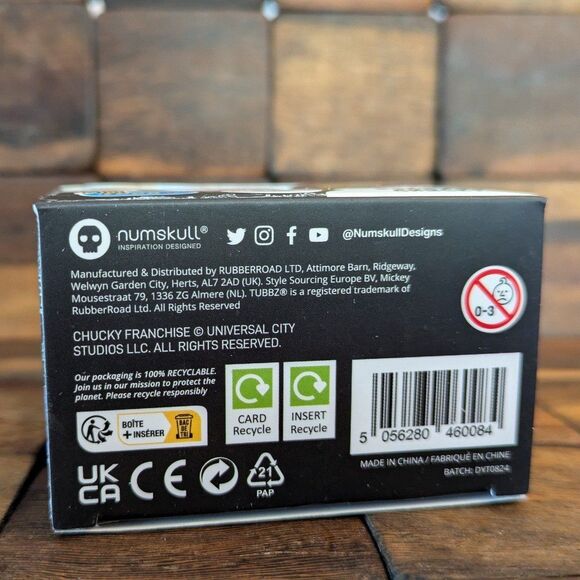 numskull®
INSPIRATION DESIGNED
@NumskullDesigns
Manufactured & Distributed by RUBBERROAD LTD, Attimore Barn, Ridgeway,
Welwyn Garden City, Herts, AL7 2AD (UK). Style Sourcing Europe BV, Mickey
Mousestraat 79, 1336 ZG Almere (NL). TUBBZ® is a registered trademark of
RubberRoad Ltd. All Rights Reserved
0-3
CHUCKY FRANCHISE © UNIVERSAL CITY
STUDIOS LLC. ALL RIGHTS RESERVED.
Our packaging is 100% RECYCLABLE.
Join us in our mission to protect the
planet. Please recycle responsibly
BOÎTE
+ INSÉRER
BAC
DE
TRI
CARD
Recycle
INSERT
Recycle
5 056280 460084
MADE IN CHINA / FABRIQUÉ EN CHINE
BATCH: DYT0824
UK
CA
CE
21
PAP